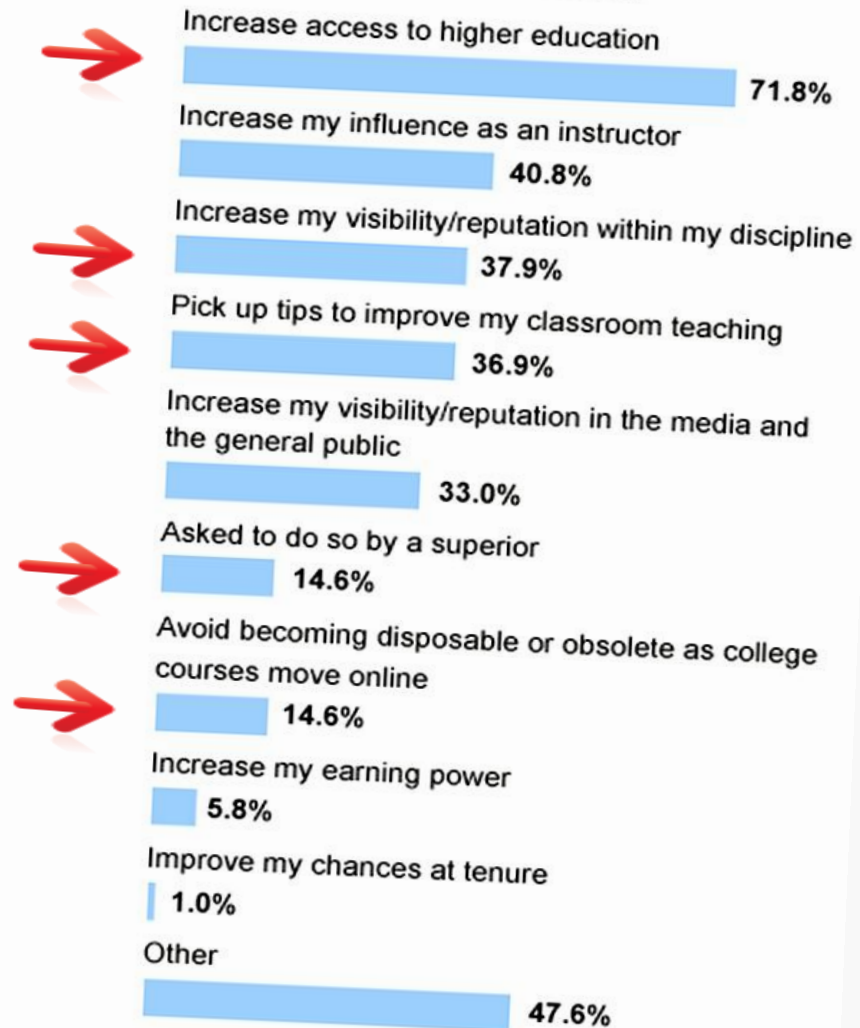 Increase access to higher education
71.8%
Increase my influence as an instructor
40.8%
Increase my visibility/reputation within my discipline
37.9%
Pick up tips to improve my classroom teaching
36.9%
Increase my visibility/reputation in the media and
the general public
33.0%
Asked to do so by a superior
14.6%
Avoid becoming disposable or obsolete as college
courses move online
14.6%
Increase my earning power
5.8%
Improve my chances at tenure
1.0%
Other
47.6%